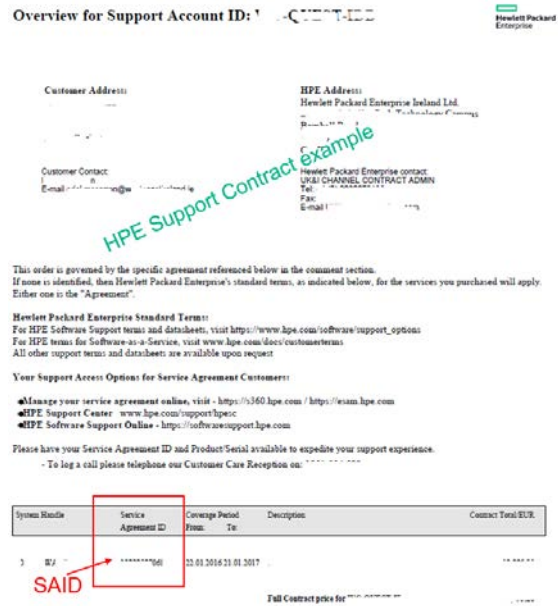 Overview for Support Account ID:
Hewlett Packard
Enterprise
Customer Address:
HPE Address:
Hewlett Packard Enterprise Ireland Ltd.
Technology Campus
Customer Contact:
E-mail
Hewlett Packard Enterprise contact:
UK&I CHANNEL CONTRACT ADMIN
Tel:
Fax:
E-mail
HPE Support Contract example
This order is governed by the specific agreement referenced below in the comment section.
If none is identified, then Hewlett Packard Enterprise's standard terms, as indicated below, for the services you purchased will apply.
Either one is the "Agreement".
Hewlett Packard Enterprise Standard Terms:
For HPE Software Support terms and datasheets, visit https://www.hpe.com/software/support_options
For HPE terms for Software-as-a-Service, visit www.hpe.com/docs/customerterms
All other support terms and datasheets are available upon request
Your Support Access Options for Service Agreement Customers:
●Manage your service agreement online, visit - https://s360.hpe.com / https://esam.hpe.com
●HPE Support Center www.hpe.com/support/hpesc
●HPE Software Support Online - https://softwaresupport.hpe.com
Please have your Service Agreement ID and Product/Serial available to expedite your support experience.
- To log a call please telephone our Customer Care Reception on:
System Handle Service Coverage Period Description Contract Total/EUR
Agreement ID From: To:
22.01.2016 21.01.2017
SAID
Full Contract price for